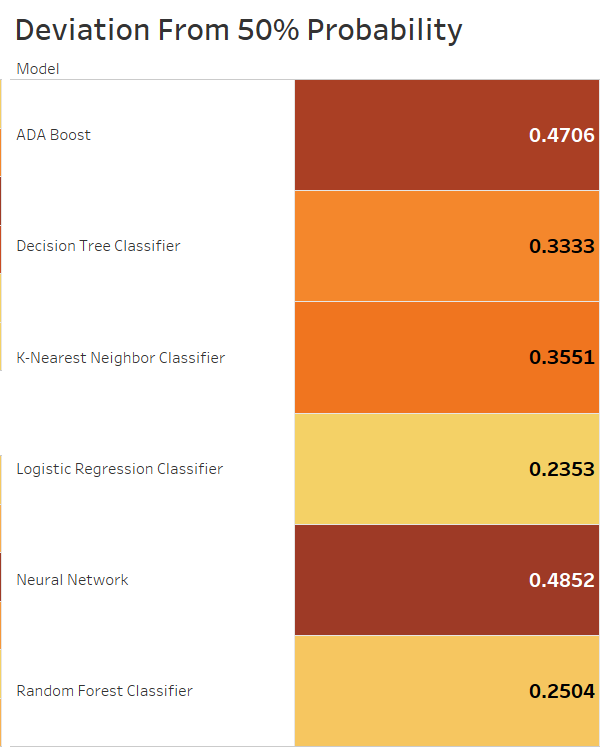 Deviation From 50% Probability
Model
ADA Boost 0.4706
Decision Tree Classifier 0.3333
K-Nearest Neighbor Classifier 0.3551
Logistic Regression Classifier 0.2353
Neural Network 0.4852
Random Forest Classifier 0.2504